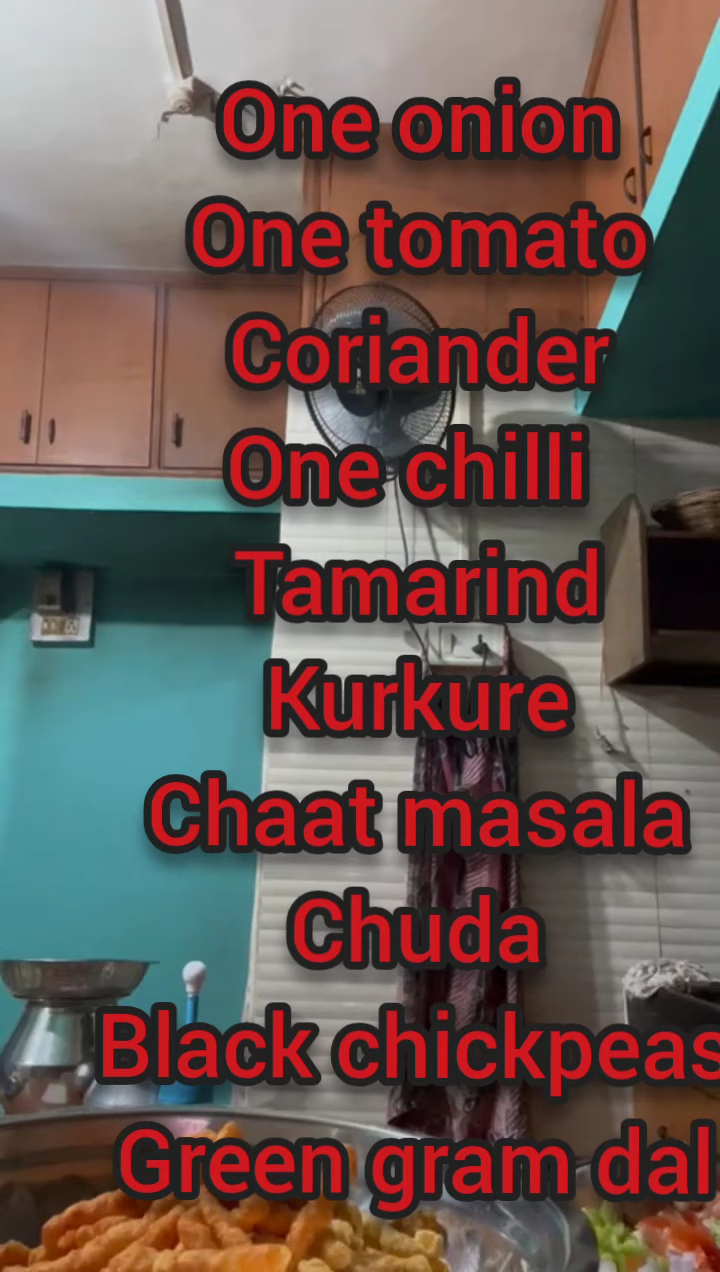 One onion
One tomato
Coriander
One chilli
Tamarind
Kurkure
Chaat masala
Chuda
Black chickpeas
Green gram dal